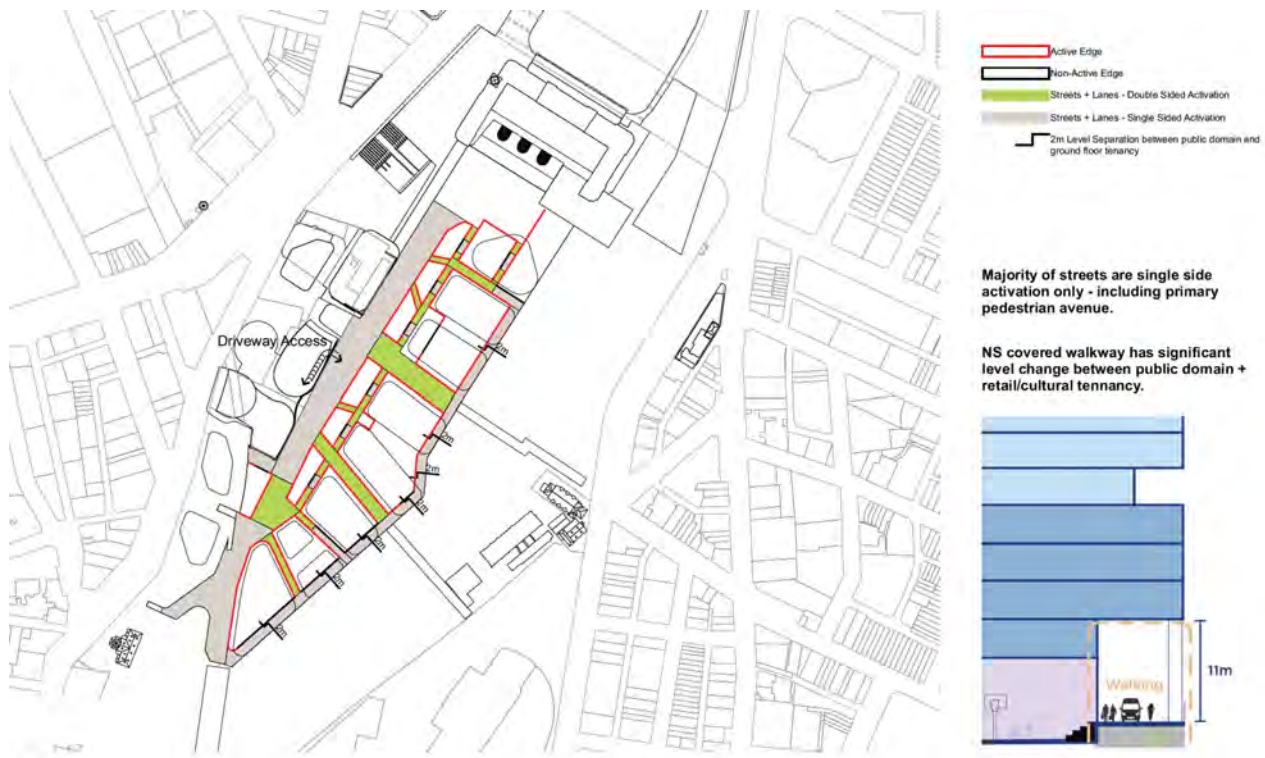 Active Edge
Non-Active Edge
Streets + Lanes - Double Sided Activation
Streets + Lanes - Single Sided Activation
2m Level Separation between public domain and
ground floor tenancy
Majority of streets are single side
activation only - including primary
pedestrian avenue.
NS covered walkway has significant
level change between public domain +
retail/cultural tennancy.
Driveway Access
2m
2m
2m
2m
2m
2m
2m
Walking
11m